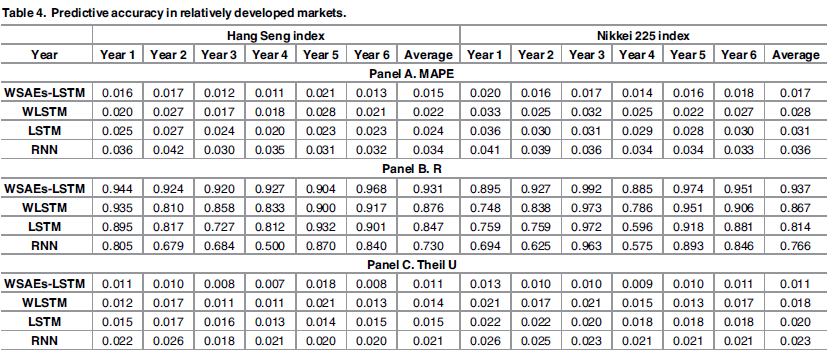 Table 4. Predictive accuracy in relatively developed markets.
Hang Seng index Nikkei 225 index
Year Year 1 Year 2 Year 3 Year 4 Year 5 Year 6 Average Year 1 Year 2 Year 3 Year 4 Year 5 Year 6 Average
Panel A. MAPE
WSAEs-LSTM 0.016 0.017 0.012 0.011 0.021 0.013 0.015 0.020 0.016 0.017 0.014 0.016 0.018 0.017
WLSTM 0.020 0.027 0.017 0.018 0.028 0.021 0.022 0.033 0.025 0.032 0.025 0.022 0.027 0.028
LSTM 0.025 0.027 0.024 0.020 0.023 0.023 0.024 0.036 0.030 0.031 0.029 0.028 0.030 0.031
RNN 0.036 0.042 0.030 0.035 0.031 0.032 0.034 0.041 0.039 0.036 0.034 0.034 0.033 0.036
Panel B. R
WSAEs-LSTM 0.944 0.924 0.920 0.927 0.904 0.968 0.931 0.895 0.927 0.992 0.885 0.974 0.951 0.937
WLSTM 0.935 0.810 0.858 0.833 0.900 0.917 0.876 0.748 0.838 0.973 0.786 0.951 0.906 0.867
LSTM 0.895 0.817 0.727 0.812 0.932 0.901 0.847 0.759 0.759 0.972 0.596 0.918 0.881 0.814
RNN 0.805 0.679 0.684 0.500 0.870 0.840 0.730 0.694 0.625 0.963 0.575 0.893 0.846 0.766
Panel C. Theil U
WSAEs-LSTM 0.011 0.010 0.008 0.007 0.018 0.008 0.011 0.013 0.010 0.010 0.009 0.010 0.011 0.011
WLSTM 0.012 0.017 0.011 0.011 0.021 0.013 0.014 0.021 0.017 0.021 0.015 0.013 0.017 0.018
LSTM 0.015 0.017 0.016 0.013 0.014 0.015 0.015 0.022 0.022 0.020 0.018 0.018 0.018 0.020
RNN 0.022 0.026 0.018 0.021 0.020 0.020 0.021 0.026 0.025 0.023 0.021 0.021 0.021 0.023